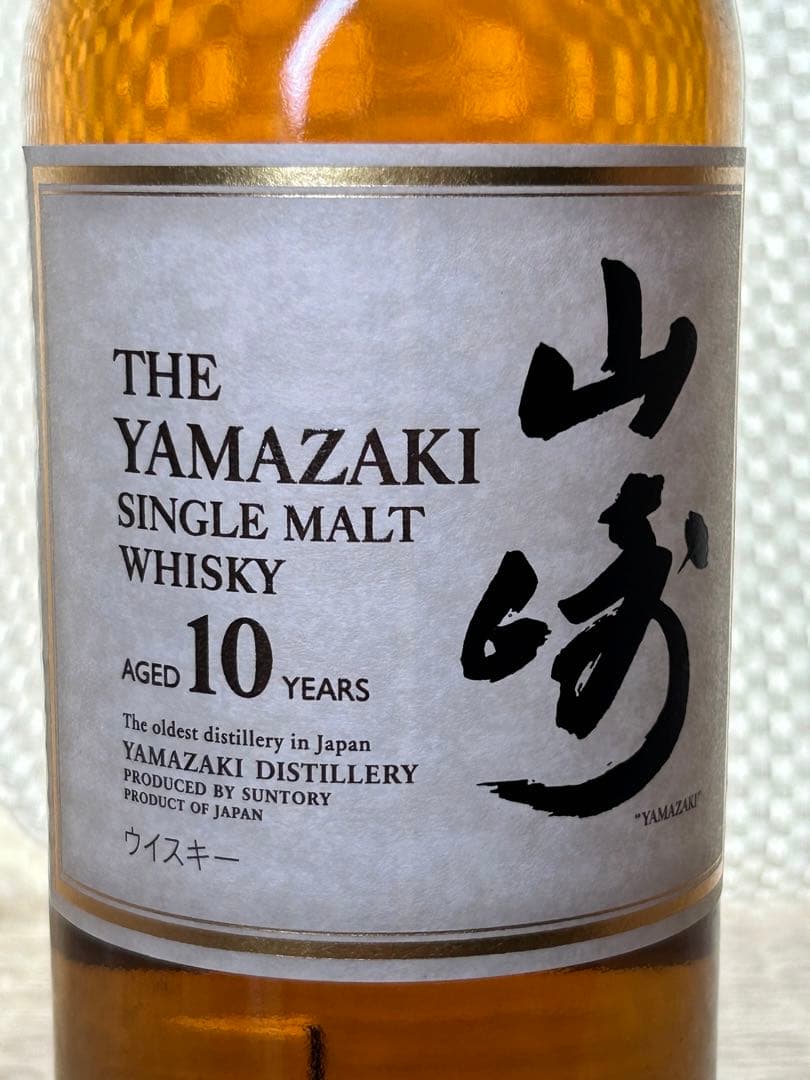 THE
YAMAZAKI
SINGLE MALT
WHISKY
AGED 10 YEARS
The oldest distillery in Japan
YAMAZAKI DISTILLERY
PRODUCED BY SUNTORY
PRODUCT OF JAPAN
ウイスキー
山崎
"YAMAZAKI"